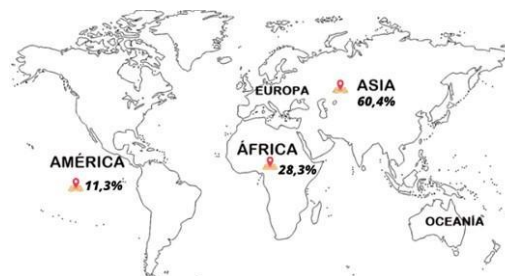 EUROPA
ASIA
60,4%
ÁFRICA
28,3%
AMÉRICA
11,3%
OCEANÍA